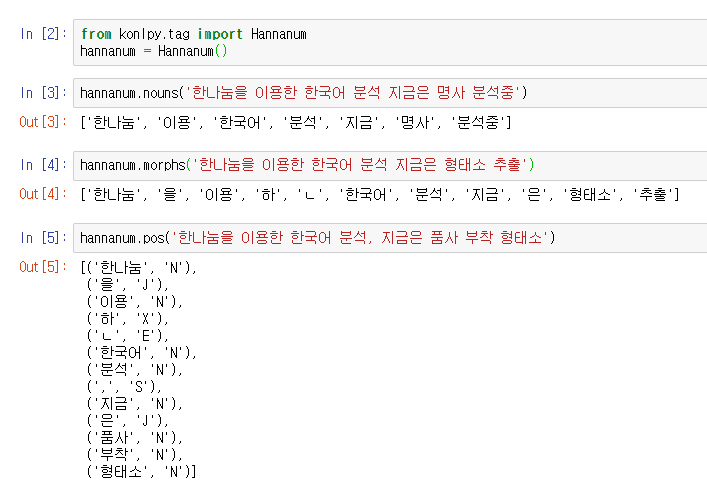 In [2]: from konlpy.tag import Hannanum
hannanum = Hannanum()
In [3]: hannanum.nouns('한나눔을 이용한 한국어 분석 지금은 명사 분석중')
Out[3]: ['한나눔', '이용', '한국어', '분석', '지금', '명사', '분석중']
In [4]: hannanum.morphs('한나눔을 이용한 한국어 분석 지금은 형태소 추출')
Out[4]: ['한나눔', '을', '이용', '하', 'ㄴ', '한국어', '분석', '지금', '은', '형태소', '추출']
In [5]: hannanum.pos('한나눔을 이용한 한국어 분석, 지금은 품사 부착 형태소')
Out[5]: [('한나눔', 'N'),
('을', 'J'),
('이용', 'N'),
('하', 'X'),
('ㄴ', 'E'),
('한국어', 'N'),
('분석', 'N'),
(',', 'S'),
('지금', 'N'),
('은', 'J'),
('품사', 'N'),
('부착', 'N'),
('형태소', 'N')]